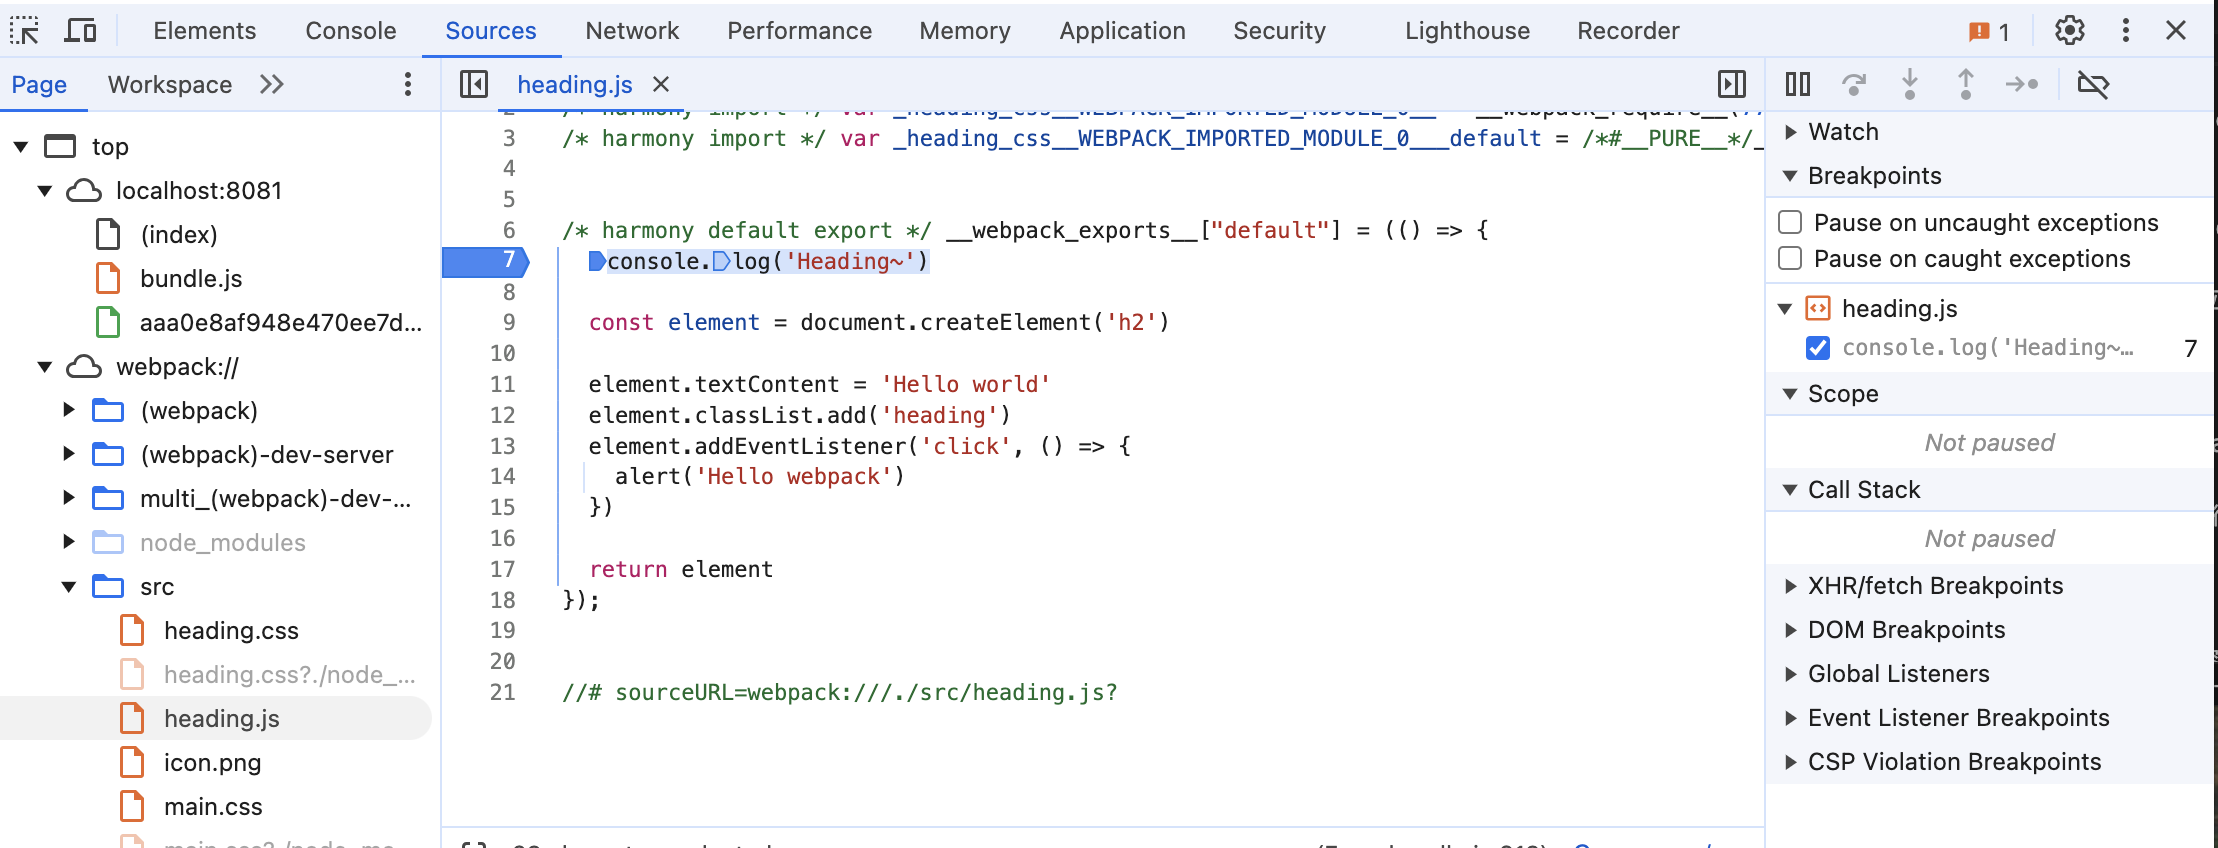 Elements Console Sources Network Performance Memory Application Security Lighthouse Recorder 1
Page Workspace
top
localhost:8081
(index)
bundle.js
aaa0e8af948e470ee7d...
webpack://
(webpack)
(webpack)-dev-server
multi_(webpack)-dev-...
node_modules
src
heading.css
heading.css?./node_...
heading.js
icon.png
main.css
heading.js
3 /* harmony import */ var _heading_css__WEBPACK_IMPORTED_MODULE_0___default = /*#__PURE__*/_
4
5
6 /* harmony default export */ __webpack_exports__["default"] = (() => {
7 console.log('Heading~')
8
9 const element = document.createElement('h2')
10
11 element.textContent = 'Hello world'
12 element.classList.add('heading')
13 element.addEventListener('click', () => {
14 alert('Hello webpack')
15 })
16
17 return element
18 });
19
20
21 //# sourceURL=webpack:///./src/heading.js?
Watch
Breakpoints
Pause on uncaught exceptions
Pause on caught exceptions
heading.js
console.log('Heading~… 7
Scope
Not paused
Call Stack
Not paused
XHR/fetch Breakpoints
DOM Breakpoints
Global Listeners
Event Listener Breakpoints
CSP Violation Breakpoints